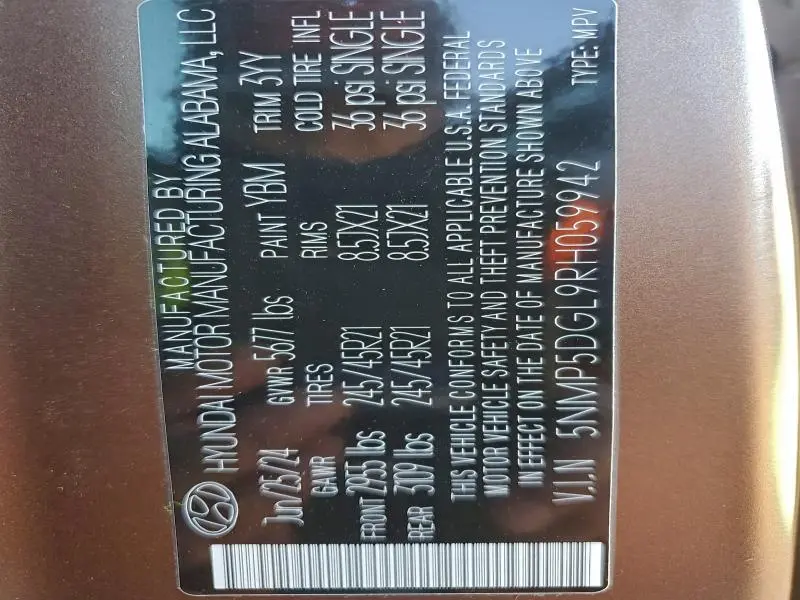 MANUFACTURED BY
HYUNDAI MOTOR MANUFACTURING ALABAMA, LLC
Jun/25/24 GVWR 5677 lbs PAINT YBM TRIM 3YY
GAWR TIRES RIMS COLD TIRE INFL
FRONT 2955 lbs 245/45R21 8.5JX21 36 psi SINGLE
REAR 3109 lbs 245/45R21 8.5JX21 36 psi SINGLE
THIS VEHICLE CONFORMS TO ALL APPLICABLE U.S.A. FEDERAL
MOTOR VEHICLE SAFETY AND THEFT PREVENTION STANDARDS
IN EFFECT ON THE DATE OF MANUFACTURE SHOWN ABOVE
V.I.N 5NMP5DGL9RH059942 TYPE: MPV